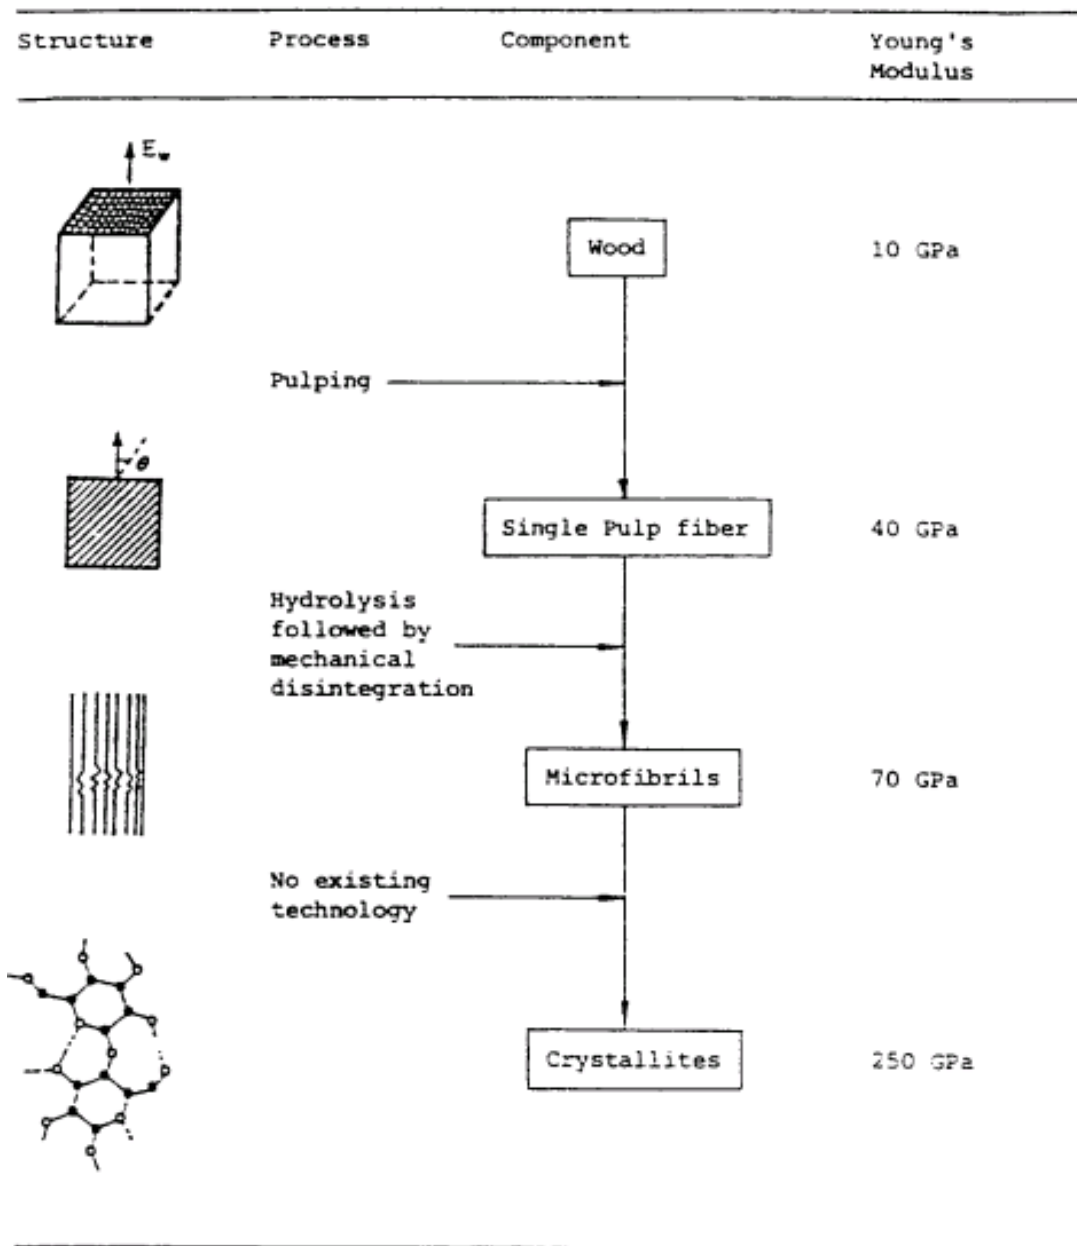 Structure Process Component Young's
Modulus
E_w
Wood 10 GPa
Pulping
θ
Single Pulp fiber 40 GPa
Hydrolysis
followed by
mechanical
disintegration
Microfibrils 70 GPa
No existing
technology
Crystallites 250 GPa